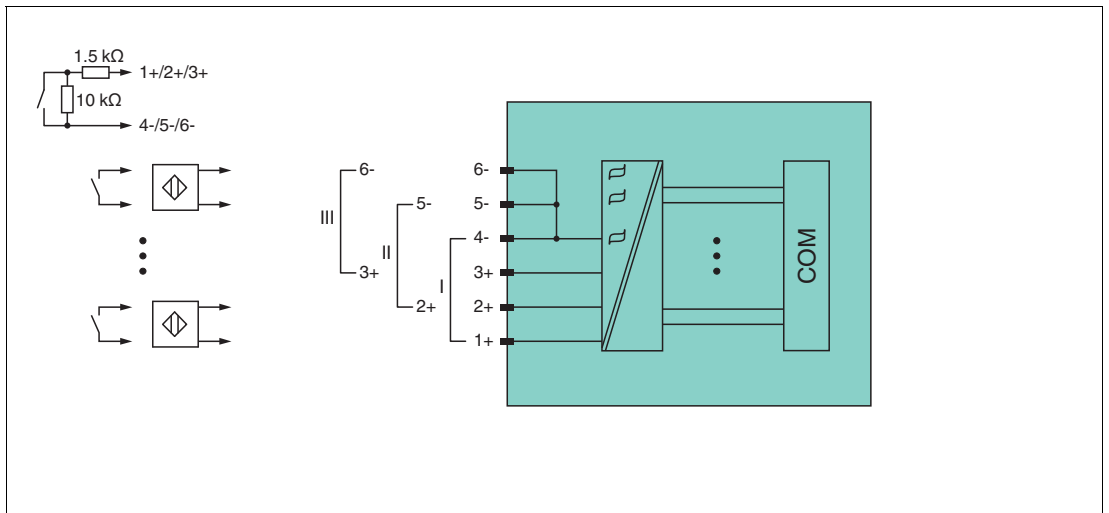 1.5 kΩ
1+/2+/3+
10 kΩ
4-/5-/6-
6-
6-
5-
5-
III
4-
II
3+
3+
I
2+
2+
1+
COM